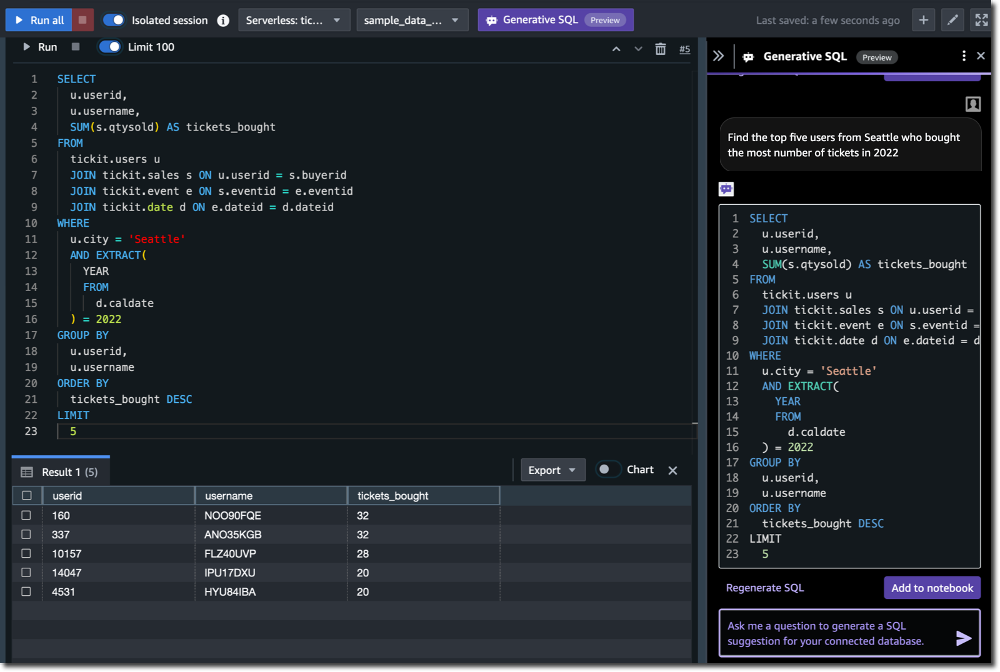 Run all
Isolated session
Serverless: tic...
sample_data_...
Generative SQL Preview
Last saved: a few seconds ago
Run
Limit 100
#5
1 SELECT
2 u.userid,
3 u.username,
4 SUM(s.qtysold) AS tickets_bought
5 FROM
6 tickit.users u
7 JOIN tickit.sales s ON u.userid = s.buyerid
8 JOIN tickit.event e ON s.eventid = e.eventid
9 JOIN tickit.date d ON e.dateid = d.dateid
10 WHERE
11 u.city = 'Seattle'
12 AND EXTRACT(
13 YEAR
14 FROM
15 d.caldate
16 ) = 2022
17 GROUP BY
18 u.userid,
19 u.username
20 ORDER BY
21 tickets_bought DESC
22 LIMIT
23 5
Result 1 (5)
Export
Chart
userid username tickets_bought
160 NOO90FQE 32
337 ANO35KGB 32
10157 FLZ40UVP 28
14047 IPU17DXU 20
4531 HYU84IBA 20
Generative SQL Preview
Find the top five users from Seattle who bought
the most number of tickets in 2022
1 SELECT
2 u.userid,
3 u.username,
4 SUM(s.qtysold) AS tickets_bought
5 FROM
6 tickit.users u
7 JOIN tickit.sales s ON u.userid =
8 JOIN tickit.event e ON s.eventid =
9 JOIN tickit.date d ON e.dateid = d
10 WHERE
11 u.city = 'Seattle'
12 AND EXTRACT(
13 YEAR
14 FROM
15 d.caldate
16 ) = 2022
17 GROUP BY
18 u.userid,
19 u.username
20 ORDER BY
21 tickets_bought DESC
22 LIMIT
23 5
Regenerate SQL
Add to notebook
Ask me a question to generate a SQL
suggestion for your connected database.